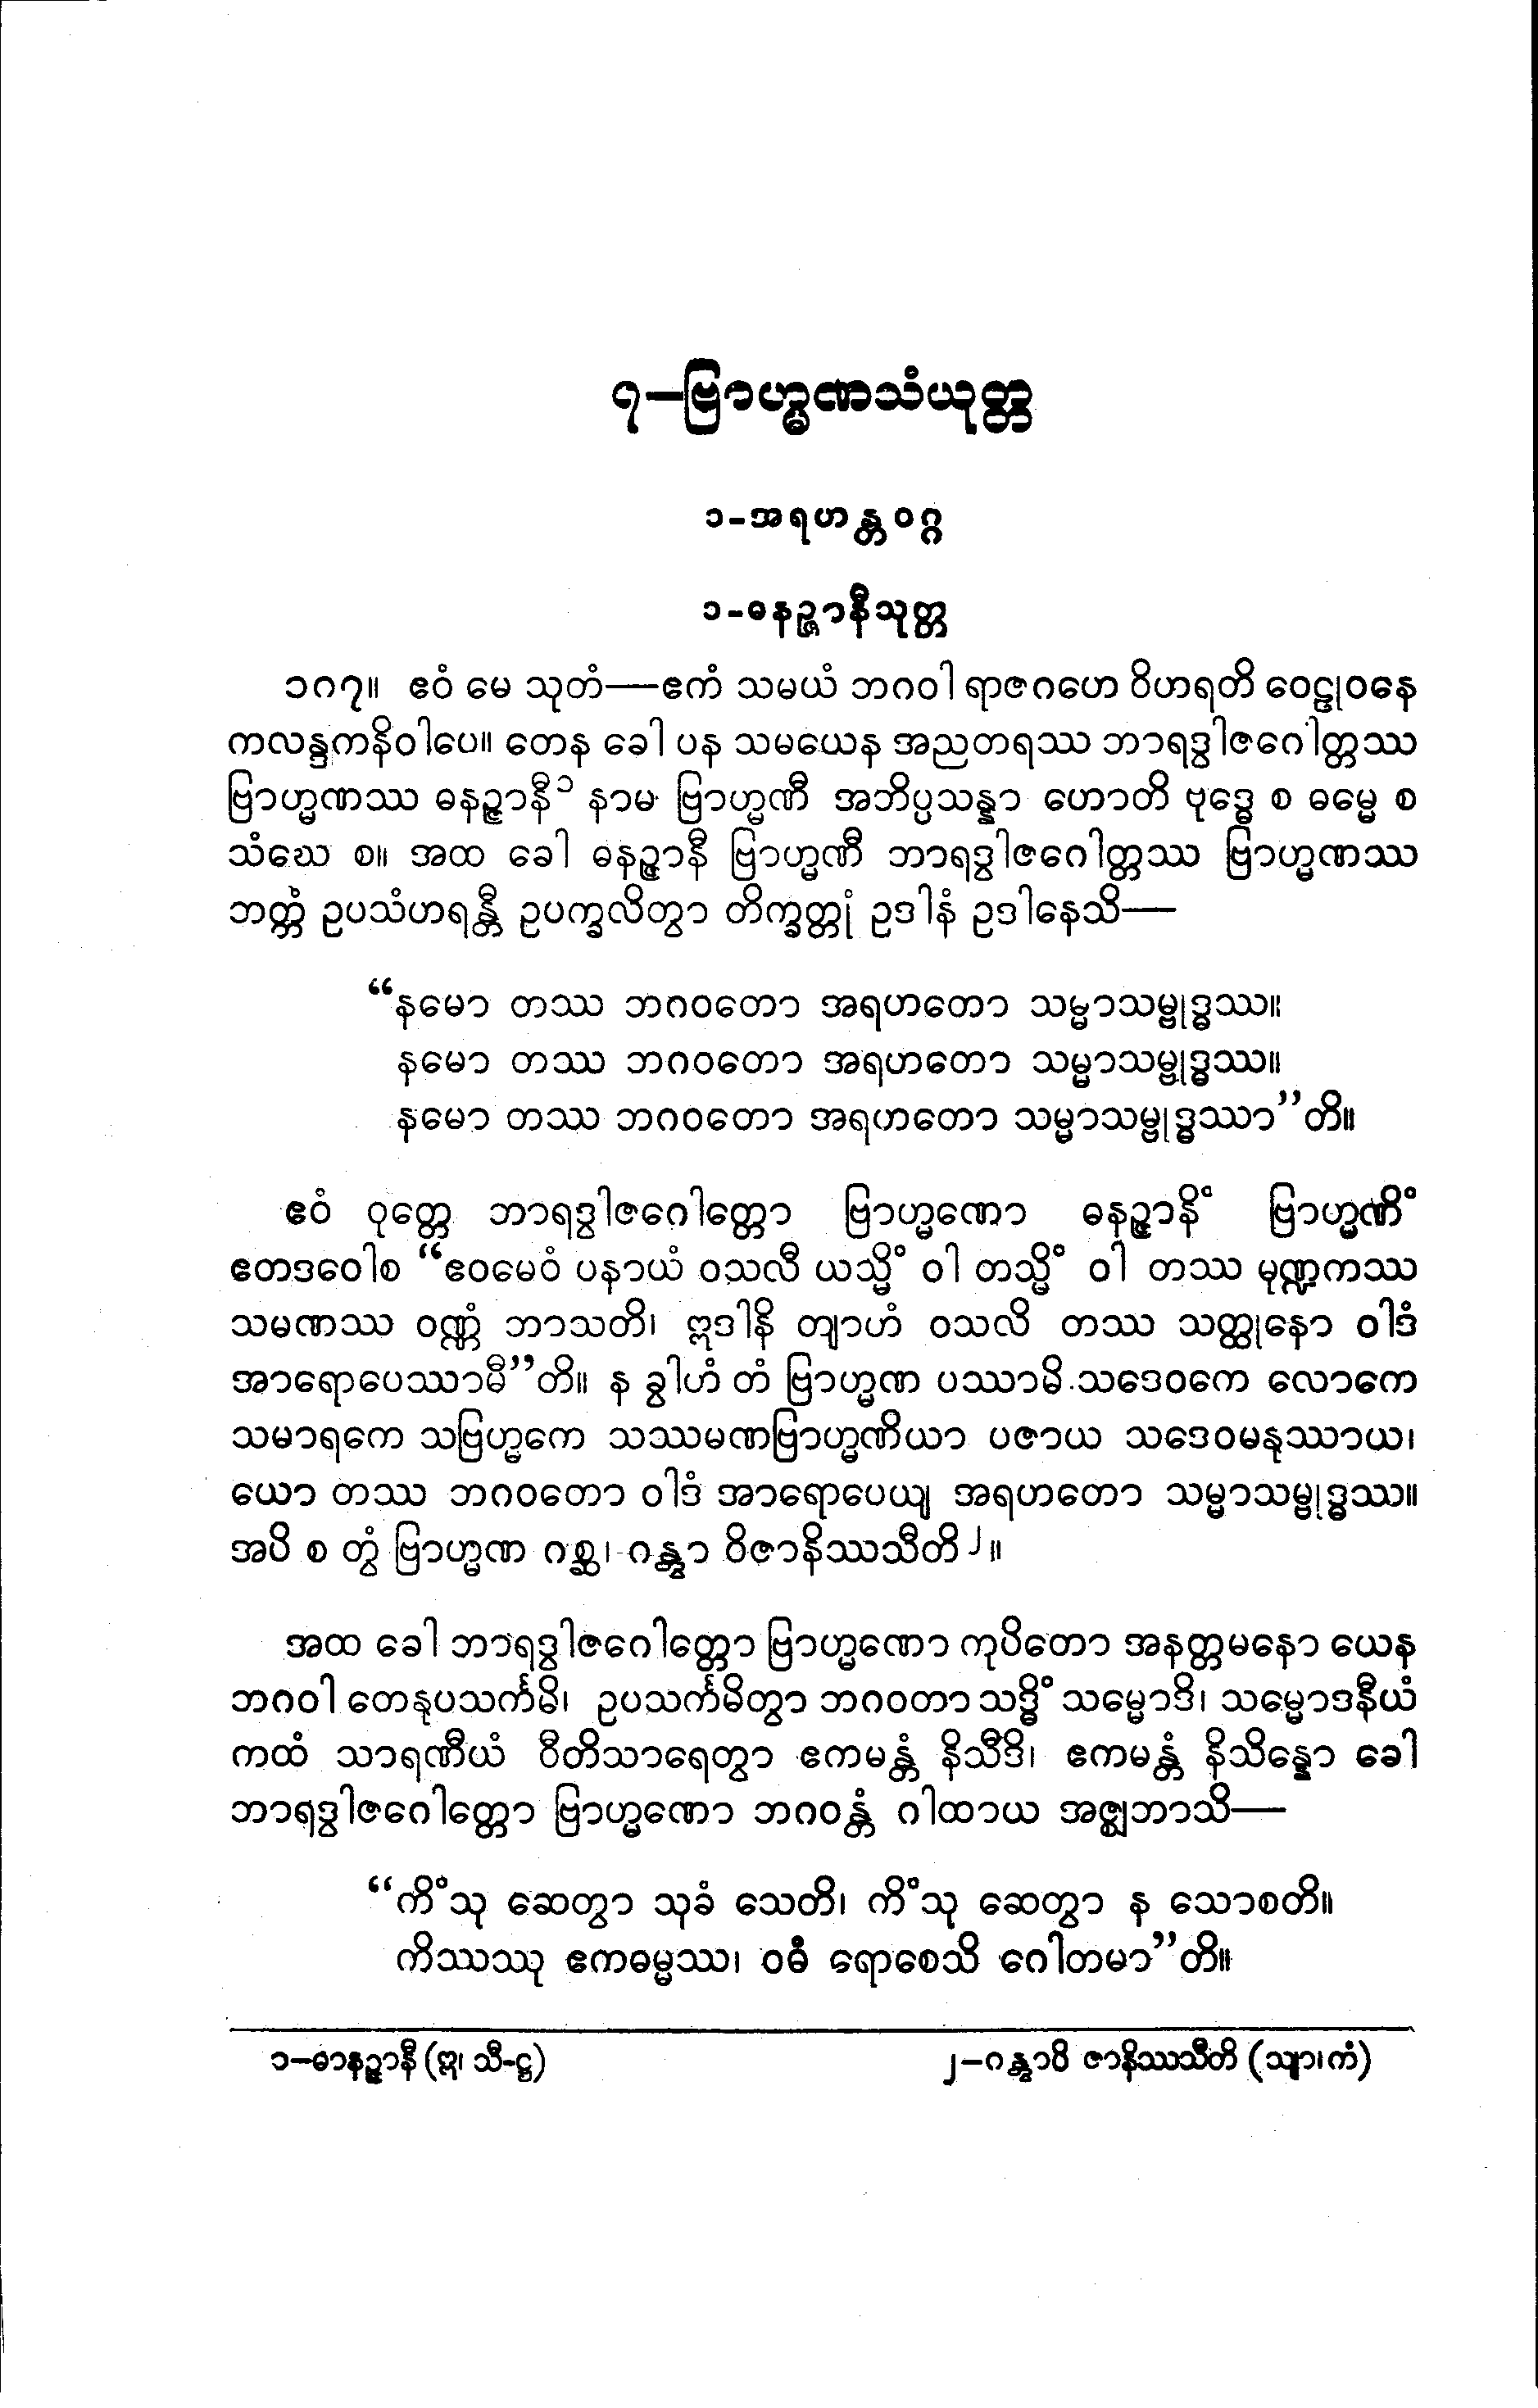 ၇—ဗြာဟ္မဏသံယုတ္တ
၁-အရဟန္တဝဂ္ဂ
၁-ဓနဉ္ဇာနီသုတ္တ
၁၈၇။ ဧဝံ မေ သုတံ—ဧကံ သမယံ ဘဂဝါ ရာဇဂဟေ ဝိဟရတိ ဝေဠုဝနေ
ကလန္ဒကနိဝါပေ။ တေန ခေါ ပန သမယေန အညတရဿ ဘာရဒွါဇဂေါတ္တဿ
ဗြာဟ္မဏဿ ဓနဉ္ဇာနီ၁ နာမ ဗြာဟ္မဏီ အဘိပ္ပသန္နာ ဟောတိ ဗုဒ္ဓေ စ ဓမ္မေ စ
သံဃေ စ။ အထ ခေါ ဓနဉ္ဇာနီ ဗြာဟ္မဏီ ဘာရဒွါဇဂေါတ္တဿ ဗြာဟ္မဏဿ
ဘတ္တံ ဥပသံဟရန္တီ ဥပက္ခလိတွာ တိက္ခတ္တုံ ဥဒါနံ ဥဒါနေသိ—
“နမော တဿ ဘဂဝတော အရဟတော သမ္မာသမ္ဗုဒ္ဓဿ။
နမော တဿ ဘဂဝတော အရဟတော သမ္မာသမ္ဗုဒ္ဓဿ။
နမော တဿ ဘဂဝတော အရဟတော သမ္မာသမ္ဗုဒ္ဓဿာ”တိ။
ဧဝံ ဝုတ္တေ ဘာရဒွါဇဂေါတ္တော ဗြာဟ္မဏော ဓနဉ္ဇာနိံ ဗြာဟ္မဏိံ
ဧတဒဝေါစ “ဧဝမေဝံ ပနာယံ ဝသလီ ယသ္မိံ ဝါ တသ္မိံ ဝါ တဿ မုဏ္ဍကဿ
သမဏဿ ဝဏ္ဏံ ဘာသတိ၊ ဣဒါနိ တျာဟံ ဝသလိ တဿ သတ္ထုနော ဝါဒံ
အာရောပေဿာမီ”တိ။ န ခွါဟံ တံ ဗြာဟ္မဏ ပဿာမိ သဒေဝကေ လောကေ
သမာရကေ သဗြဟ္မကေ သဿမဏဗြာဟ္မဏိယာ ပဇာယ သဒေဝမနုဿာယ၊
ယော တဿ ဘဂဝတော ဝါဒံ အာရောပေယျ အရဟတော သမ္မာသမ္ဗုဒ္ဓဿ။
အပိ စ တွံ ဗြာဟ္မဏ ဂစ္ဆ၊ ဂန္တွာ ဝိဇာနိဿသီတိ၂။
အထ ခေါ ဘာရဒွါဇဂေါတ္တော ဗြာဟ္မဏော ကုပိတော အနတ္တမနော ယေန
ဘဂဝါ တေနုပသင်္ကမိ၊ ဥပသင်္ကမိတွာ ဘဂဝတာ သဒ္ဓိံ သမ္မောဒိ၊ သမ္မောဒနီယံ
ကထံ သာရဏီယံ ဝီတိသာရေတွာ ဧကမန္တံ နိသီဒိ၊ ဧကမန္တံ နိသိန္နော ခေါ
ဘာရဒွါဇဂေါတ္တော ဗြာဟ္မဏော ဘဂဝန္တံ ဂါထာယ အဇ္ဈဘာသိ—
“ကိံသု ဆေတွာ သုခံ သေတိ၊ ကိံသု ဆေတွာ န သောစတိ။
ကိဿဿု ဧကဓမ္မဿ၊ ဝဓံ ရောစေသိ ဂေါတမာ”တိ။
၁—ဓာနဉ္ဇာနီ (ဣ၊ သီ-ဋ္ဌ)
၂—ဂန္တွာပိ ဇာနိဿသီတိ (သျာ၊ကံ)